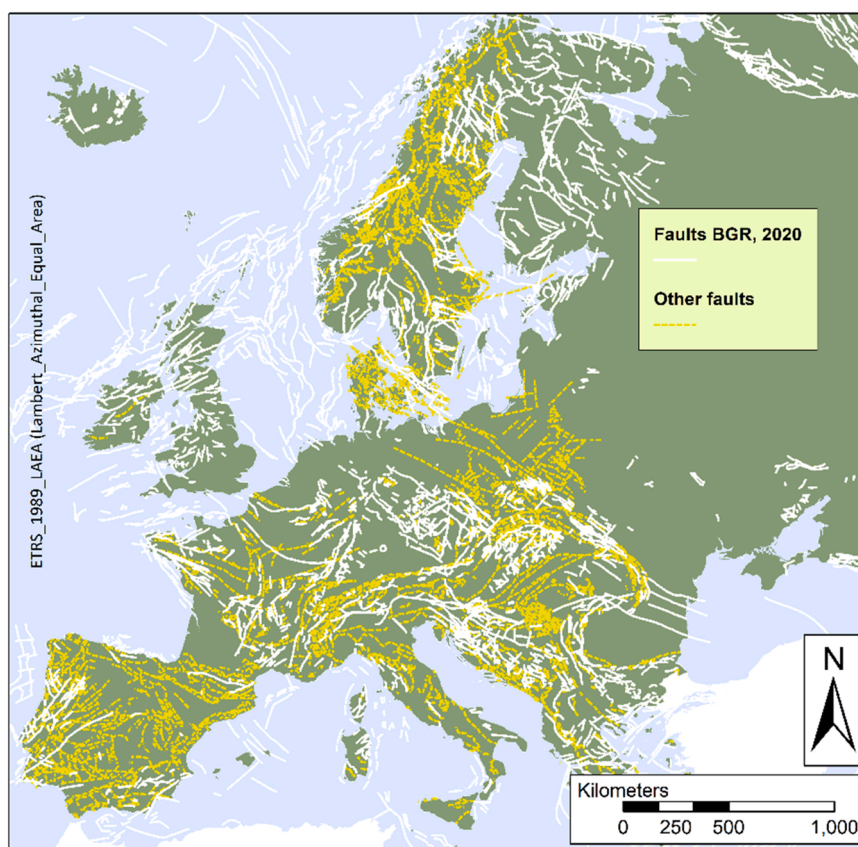 ETRS_1989_LAEA (Lambert_Azimuthal_Equal_Area)
Faults BGR, 2020
Other faults
N
Kilometers
0 250 500 1,000